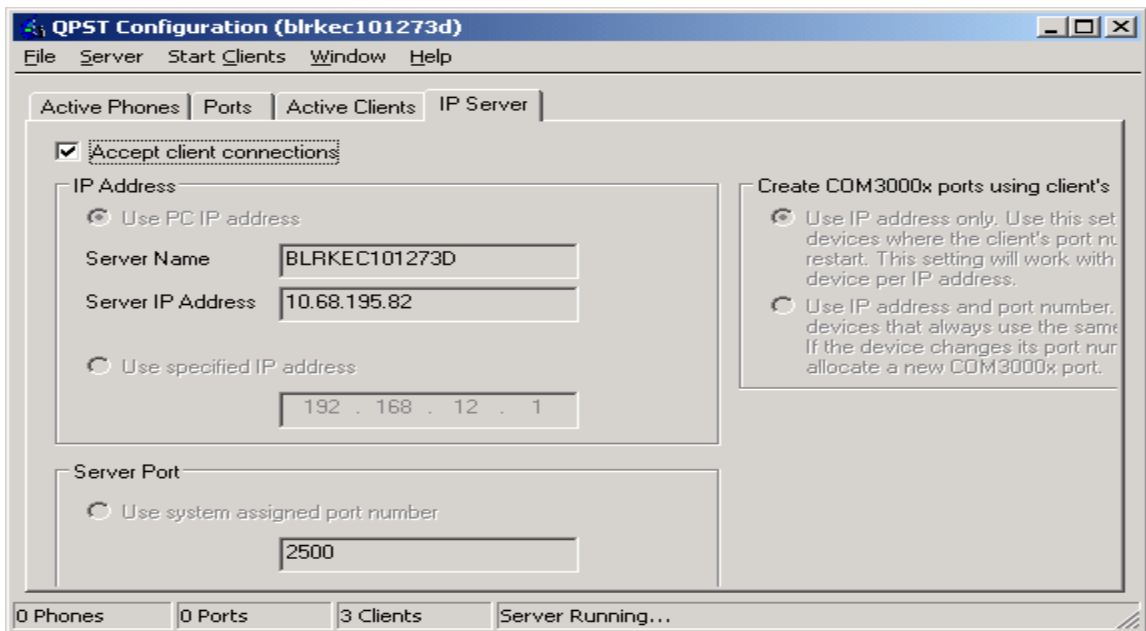 QPST Configuration (blrkec101273d)
File Server Start Clients Window Help
Active Phones Ports Active Clients IP Server
Accept client connections
IP Address
Use PC IP address
Server Name BLRKEC101273D
Server IP Address 10.68.195.82
Use specified IP address
192 . 168 . 12 . 1
Server Port
Use system assigned port number
2500
Create COM3000x ports using client's
Use IP address only. Use this set
devices where the client's port nu
restart. This setting will work with
device per IP address.
Use IP address and port number.
devices that always use the same
If the device changes its port nur
allocate a new COM3000x port.
0 Phones 0 Ports 3 Clients Server Running...